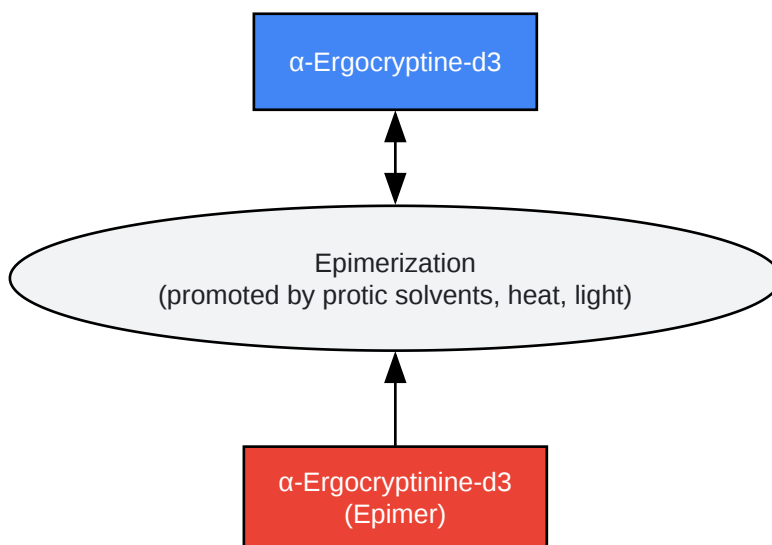 α-Ergocryptine-d3
Epimerization
(promoted by protic solvents, heat, light)
α-Ergocryptinine-d3
(Epimer)